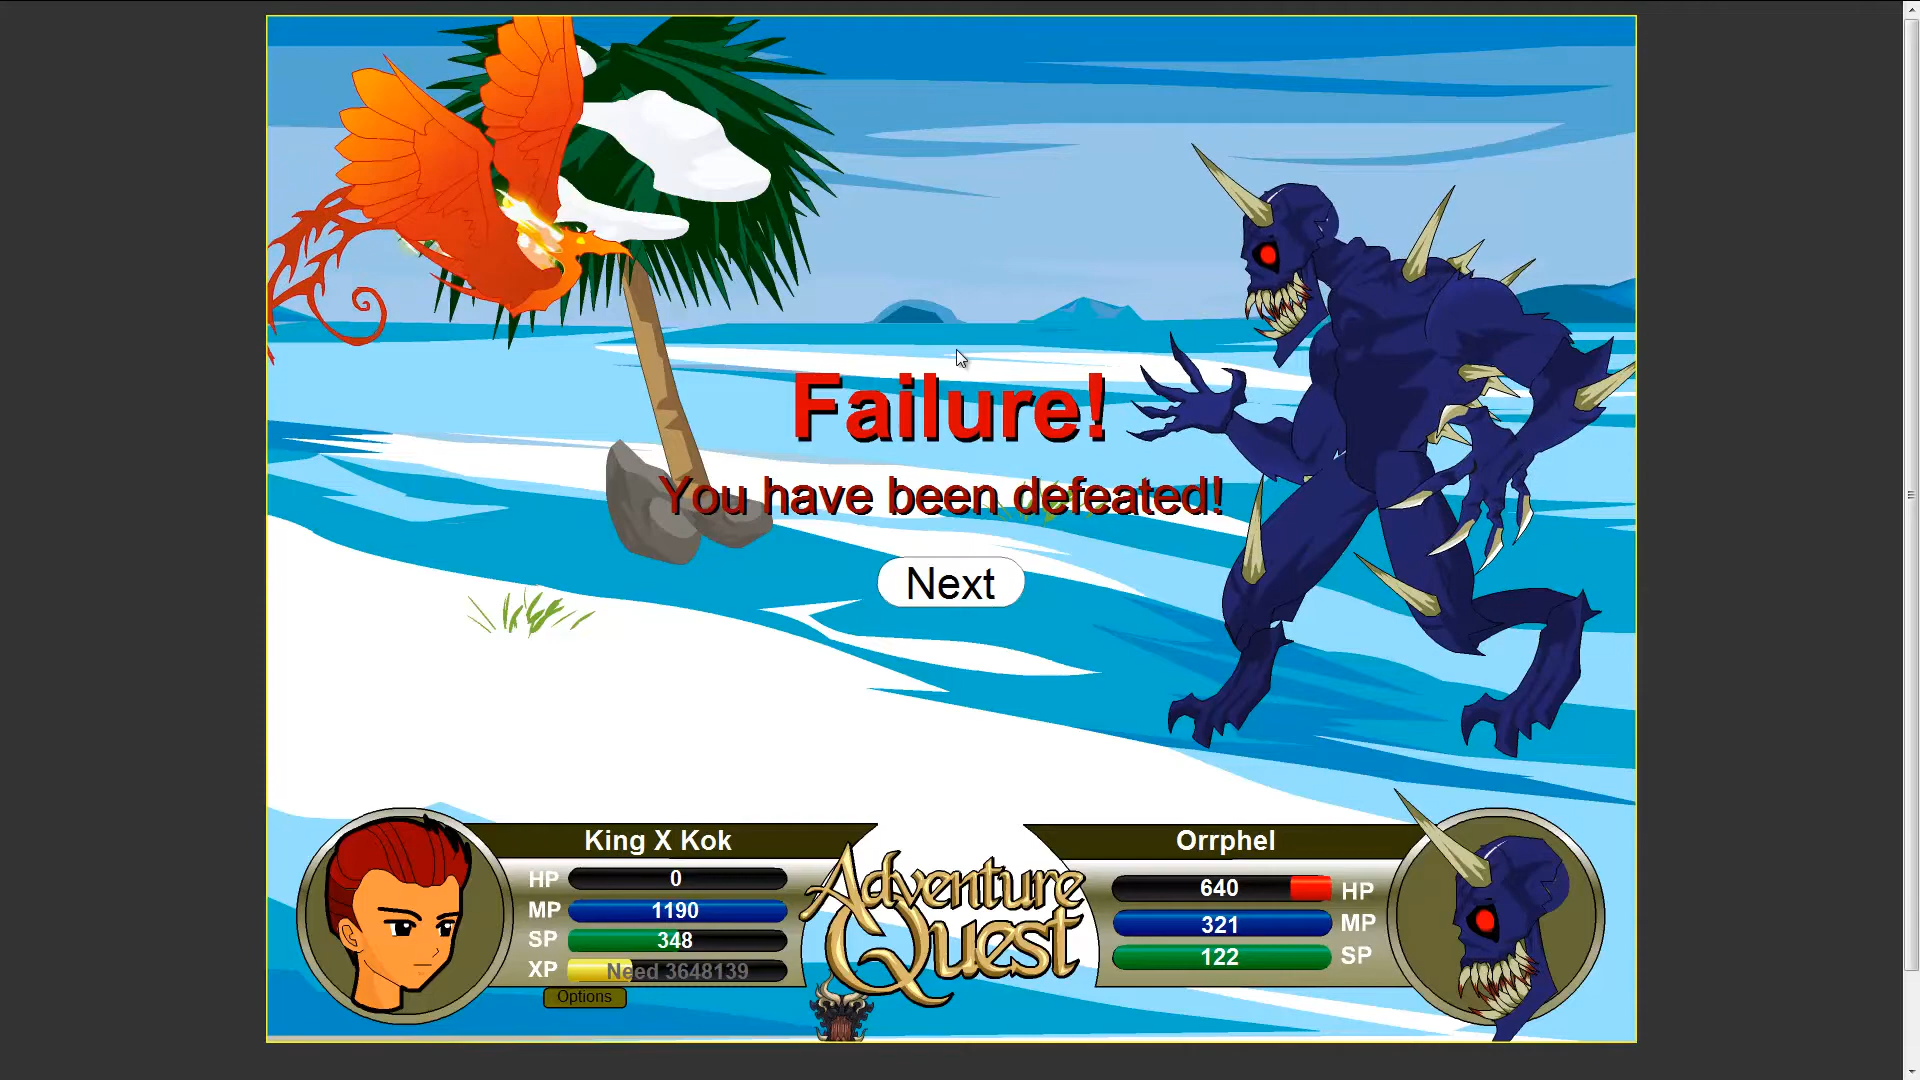 Failure!
You have been defeated!
Next
King X Kok
HP 0
MP 1190
SP 348
XP Need 3648139
Options
Adventure
Quest
Orrphel
640 HP
321 MP
122 SP